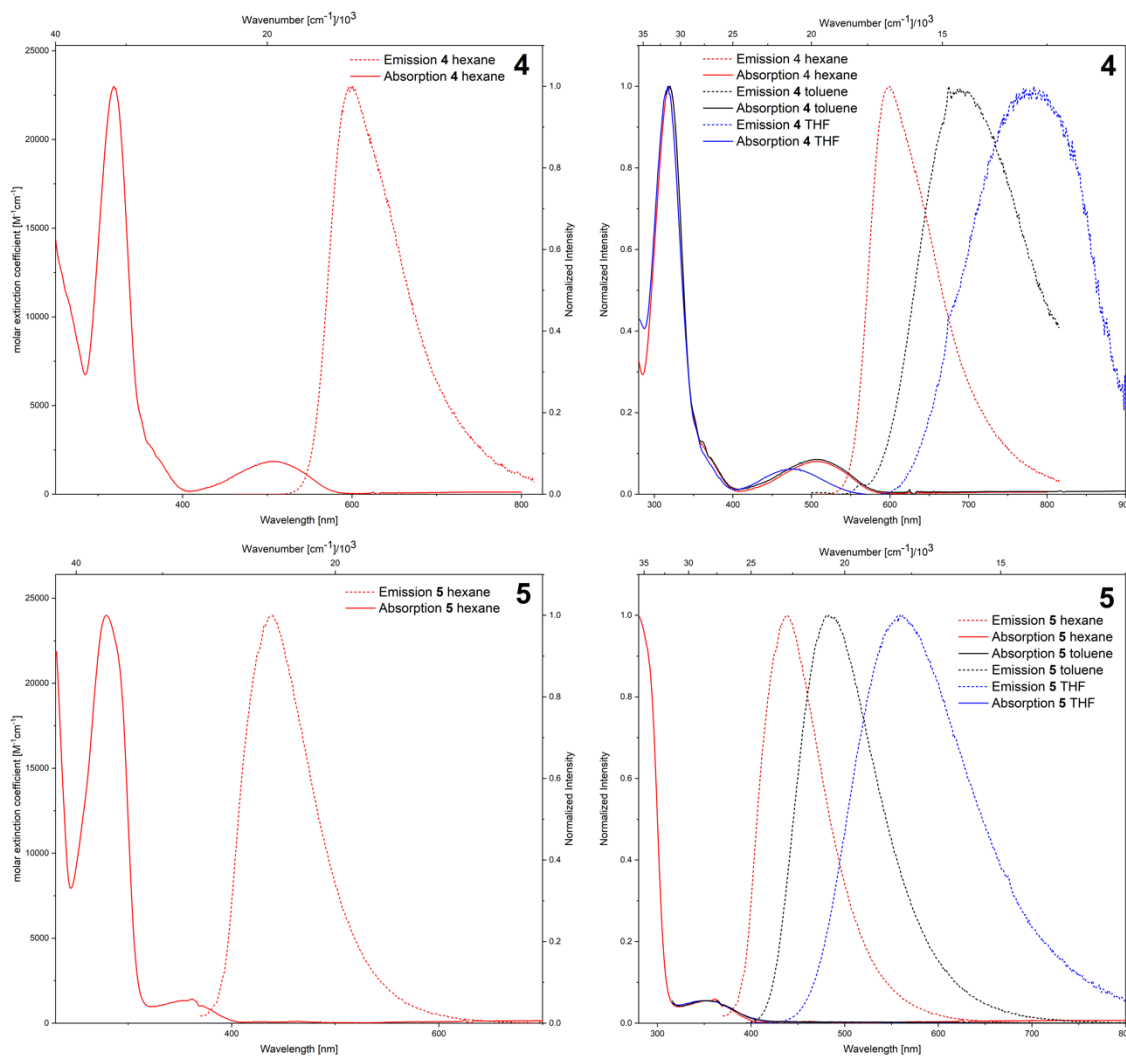 Wavenumber [cm⁻¹]/10³
40 20
25000
20000
15000
10000
5000
0
molar extinction coefficient [M⁻¹cm⁻¹]
Emission 4 hexane
Absorption 4 hexane
4
1.0
0.8
0.6
0.4
0.2
0.0
Normalized Intensity
400 600 800
Wavelength [nm]
Wavenumber [cm⁻¹]/10³
35 30 25 20 15
1.0
0.8
0.6
0.4
0.2
0.0
Normalized Intensity
Emission 4 hexane
Absorption 4 hexane
Emission 4 toluene
Absorption 4 toluene
Emission 4 THF
Absorption 4 THF
4
300 400 500 600 700 800 900
Wavelength [nm]
Wavenumber [cm⁻¹]/10³
40 20
25000
20000
15000
10000
5000
0
molar extinction coefficient [M⁻¹cm⁻¹]
Emission 5 hexane
Absorption 5 hexane
5
1.0
0.8
0.6
0.4
0.2
0.0
Normalized Intensity
400 600
Wavelength [nm]
Wavenumber [cm⁻¹]/10³
35 30 25 20 15
1.0
0.8
0.6
0.4
0.2
0.0
Normalized Intensity
Emission 5 hexane
Absorption 5 hexane
Absorption 5 toluene
Emission 5 toluene
Emission 5 THF
Absorption 5 THF
5
300 400 500 600 700 800
Wavelength [nm]